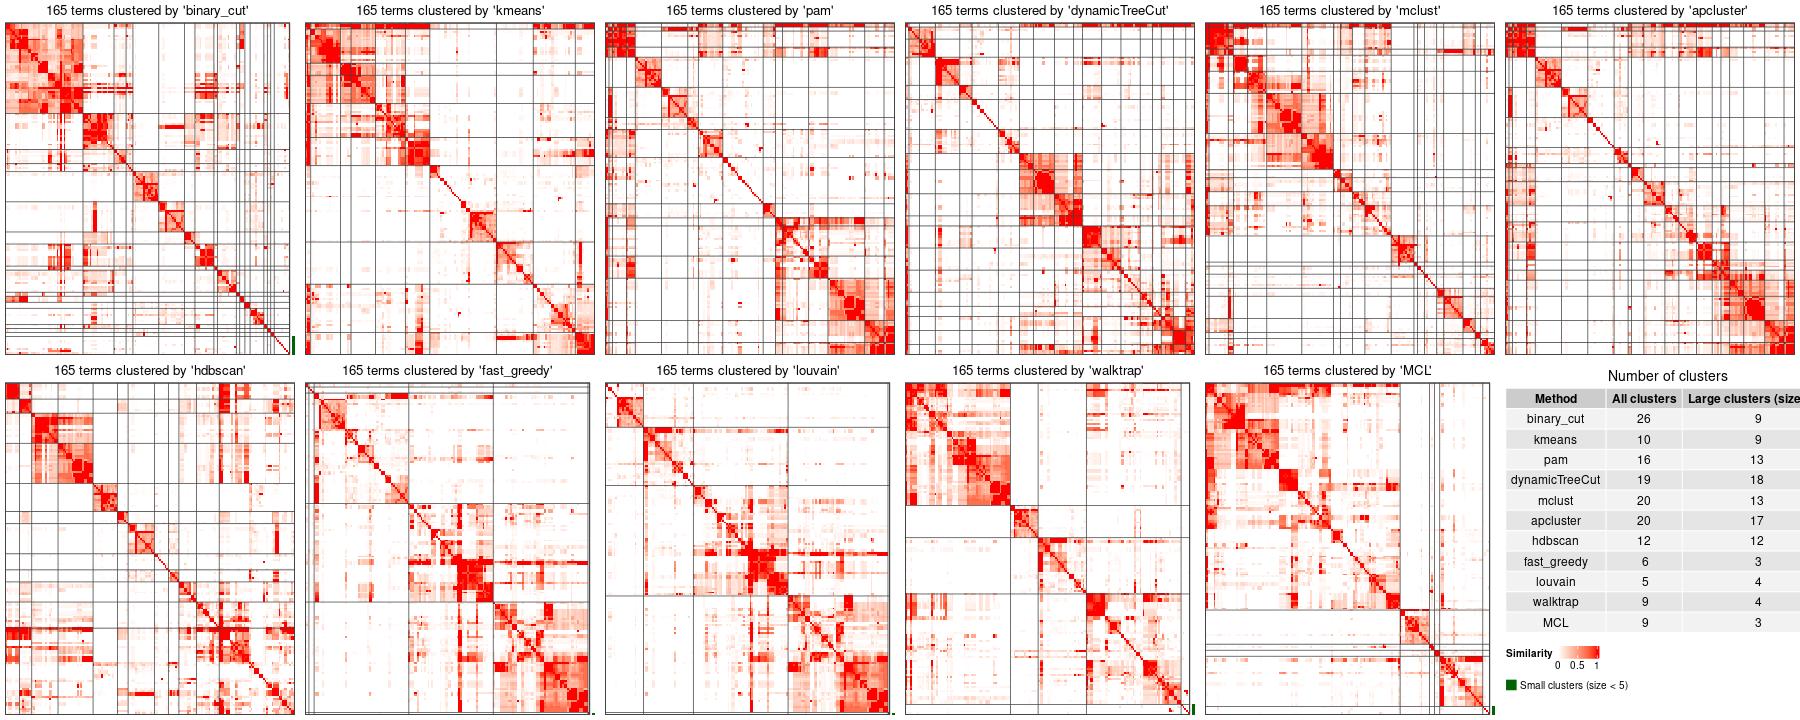 165 terms clustered by 'binary_cut'
165 terms clustered by 'kmeans'
165 terms clustered by 'pam'
165 terms clustered by 'dynamicTreeCut'
165 terms clustered by 'mclust'
165 terms clustered by 'apcluster'
165 terms clustered by 'hdbscan'
165 terms clustered by 'fast_greedy'
165 terms clustered by 'louvain'
165 terms clustered by 'walktrap'
165 terms clustered by 'MCL'
Number of clusters
Method All clusters Large clusters (size
binary_cut 26 9
kmeans 10 9
pam 16 13
dynamicTreeCut 19 18
mclust 20 13
apcluster 20 17
hdbscan 12 12
fast_greedy 6 3
louvain 5 4
walktrap 9 4
MCL 9 3
Similarity
0 0.5 1
Small clusters (size < 5)